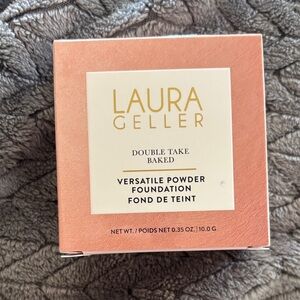 LAURA
GELLER
DOUBLE TAKE
BAKED
VERSATILE POWDER
FOUNDATION
FOND DE TEINT
NET WT. / POIDS NET 0.35 OZ. | 10.0 G